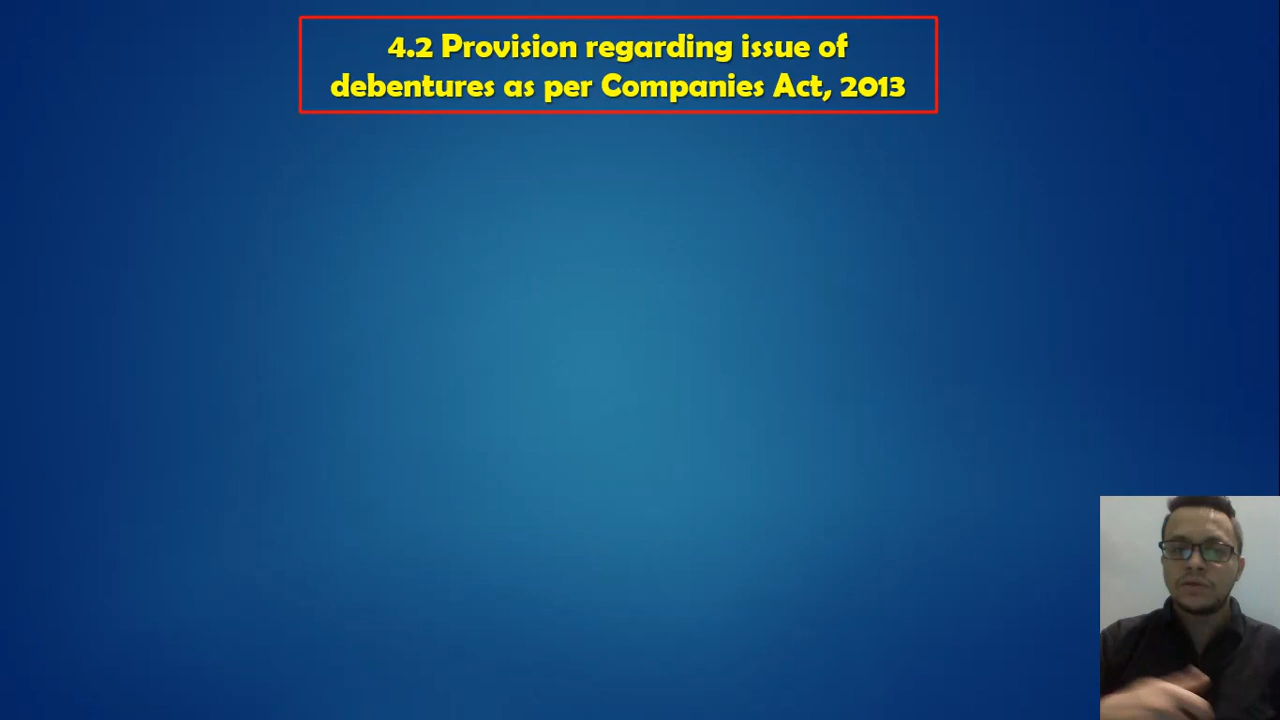 4.2 Provision regarding issue of
debentures as per Companies Act, 2013